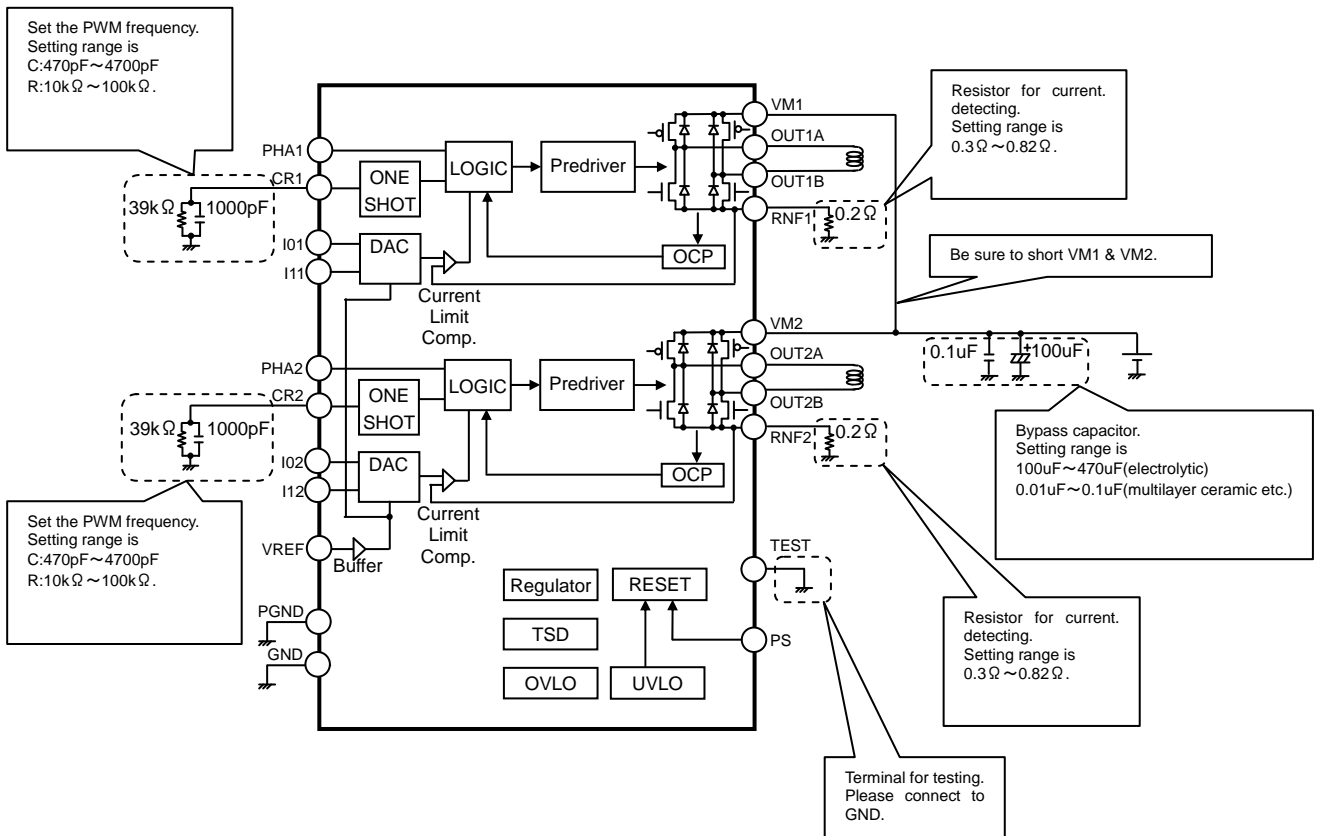 Set the PWM frequency.
Setting range is
C:470pF～4700pF
R:10kΩ～100kΩ.
Resistor for current.
detecting.
Setting range is
0.3Ω～0.82Ω.
VM1
OUT1A
OUT1B
RNF1
0.2Ω
PHA1
CR1
39kΩ
1000pF
I01
I11
LOGIC
Predriver
ONE
SHOT
DAC
OCP
Current
Limit
Comp.
Be sure to short VM1 & VM2.
VM2
OUT2A
OUT2B
RNF2
0.2Ω
0.1uF
+
100uF
PHA2
CR2
39kΩ
1000pF
I02
I12
LOGIC
Predriver
ONE
SHOT
DAC
OCP
Current
Limit
Comp.
VREF
Buffer
Bypass capacitor.
Setting range is
100uF～470uF(electrolytic)
0.01uF～0.1uF(multilayer ceramic etc.)
Set the PWM frequency.
Setting range is
C:470pF～4700pF
R:10kΩ～100kΩ.
TEST
Regulator
RESET
PGND
TSD
PS
GND
OVLO
UVLO
Resistor for current.
detecting.
Setting range is
0.3Ω～0.82Ω.
Terminal for testing.
Please connect to
GND.